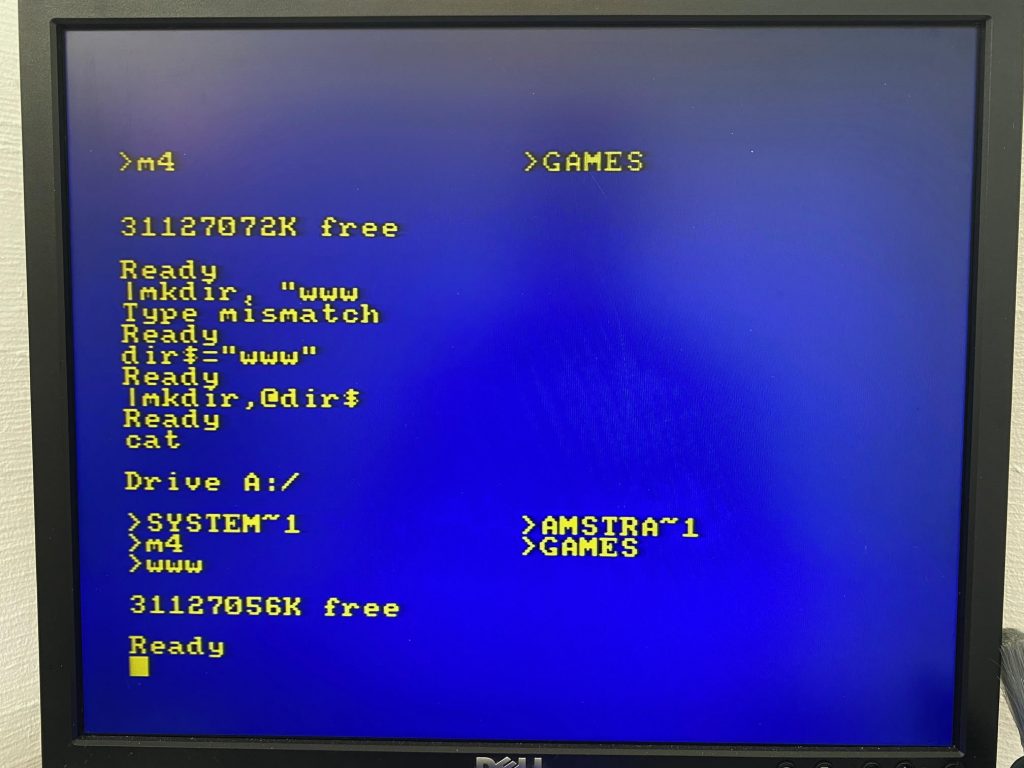 >m4 >GAMES
31127072K free
Ready
|mkdir, "www
Type mismatch
Ready
dir$="www"
Ready
|mkdir,@dir$
Ready
cat
Drive A:/
>SYSTEM~1 >AMSTRA~1
>m4 >GAMES
>www
31127056K free
Ready
DELL